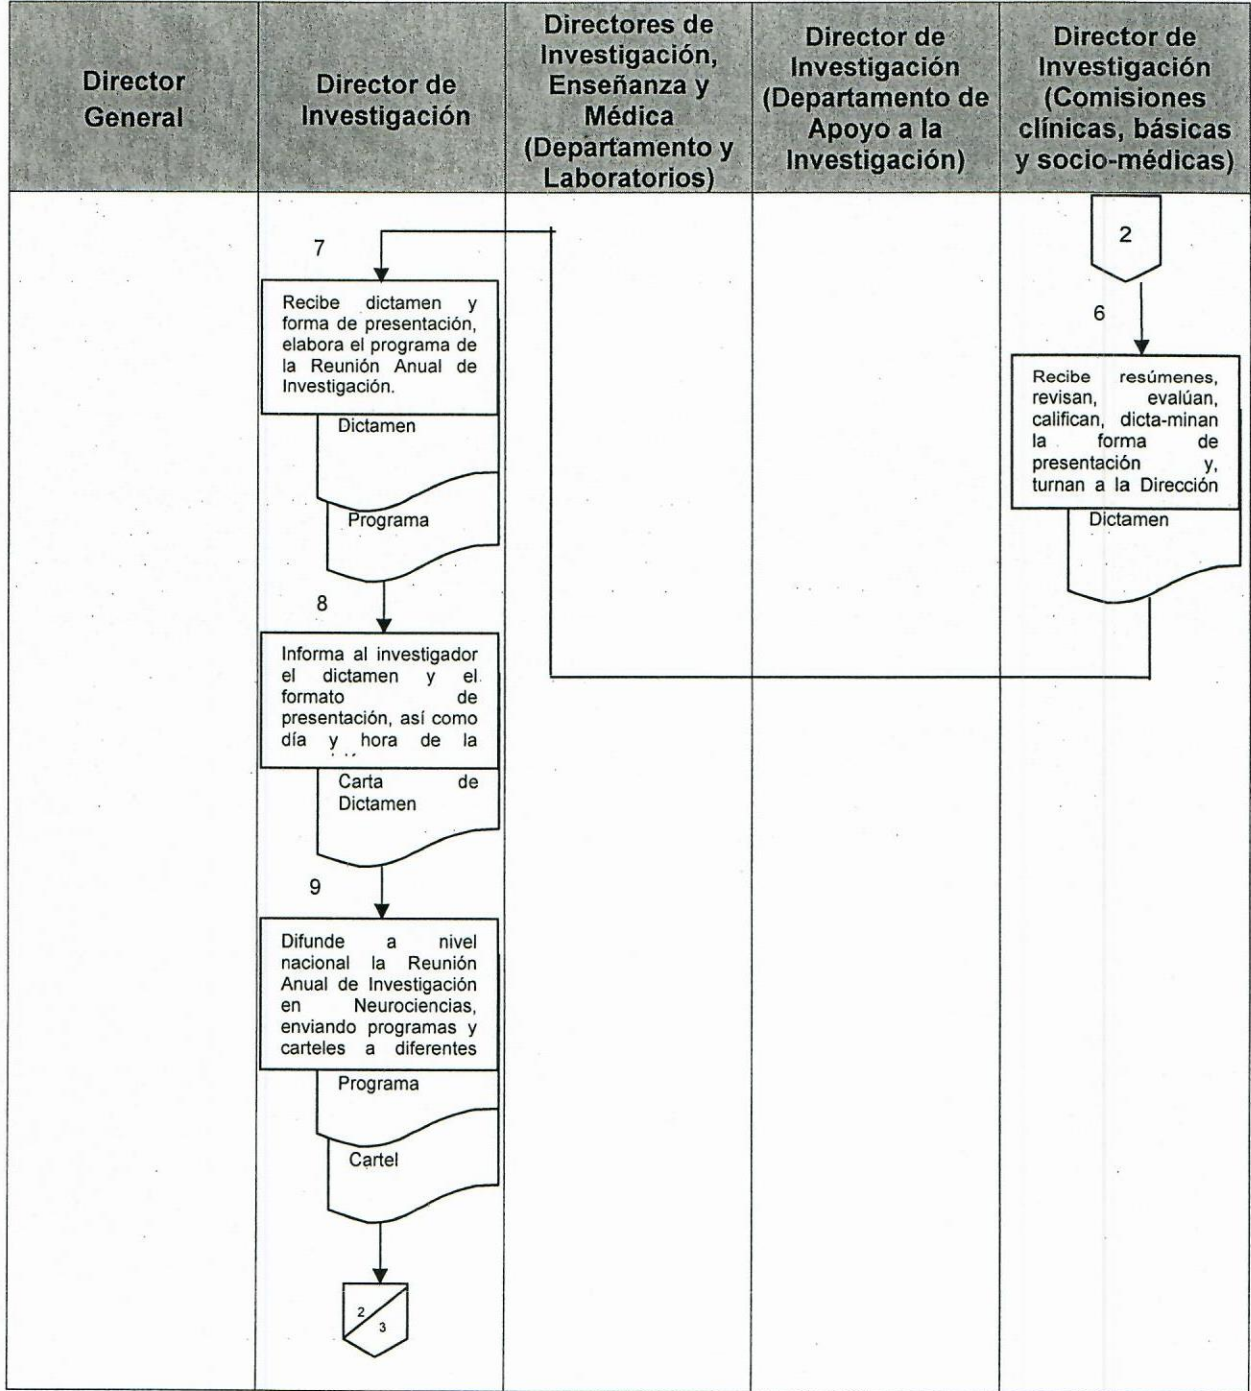 Director
General
Director de
Investigación
Directores de
Investigación,
Enseñanza y
Médica
(Departamento y
Laboratorios)
Director de
Investigación
(Departamento de
Apoyo a la
Investigación)
Director de
Investigación
(Comisiones
clínicas, básicas
y socio-médicas)
2
6
Recibe resúmenes,
revisan, evalúan,
califican, dicta-minan
la forma de
presentación y,
turnan a la Dirección
Dictamen
7
Recibe dictamen y
forma de presentación,
elabora el programa de
la Reunión Anual de
Investigación.
Dictamen
Programa
8
Informa al investigador
el dictamen y el
formato de
presentación, así como
día y hora de la
Carta de
Dictamen
9
Difunde a nivel
nacional la Reunión
Anual de Investigación
en Neurociencias,
enviando programas y
carteles a diferentes
Programa
Cartel
2
3